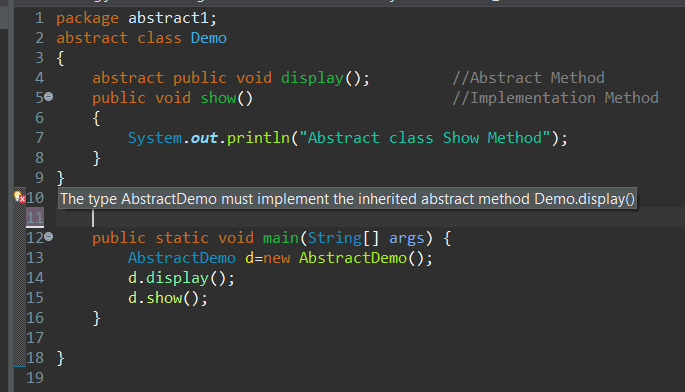 1 package abstract1;
2 abstract class Demo
3 {
4 abstract public void display(); //Abstract Method
5 public void show() //Implementation Method
6 {
7 System.out.println("Abstract class Show Method");
8 }
9 }
10 The type AbstractDemo must implement the inherited abstract method Demo.display()
11
12 public static void main(String[] args) {
13 AbstractDemo d=new AbstractDemo();
14 d.display();
15 d.show();
16 }
17
18 }
19